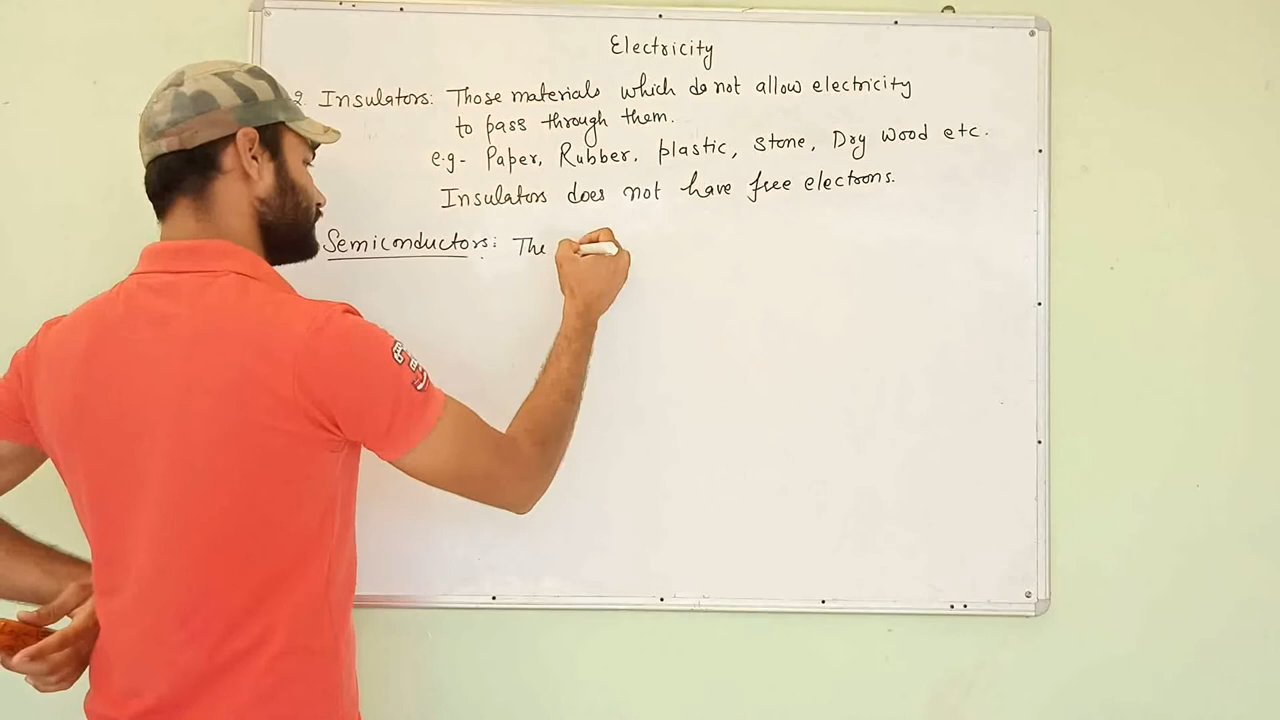 Electricity
2. Insulators: Those materials which do not allow electricity
to pass through them.
e.g- Paper, Rubber, plastic, stone, Dry wood etc.
Insulators does not have free electrons.
Semiconductors: The